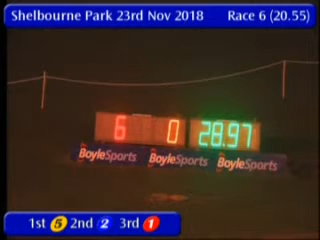 Shelbourne Park 23rd Nov 2018 Race 6 (20.55)
6 0 28.97
BoyleSports BoyleSports BoyleSports
1st 5 2nd 2 3rd 1